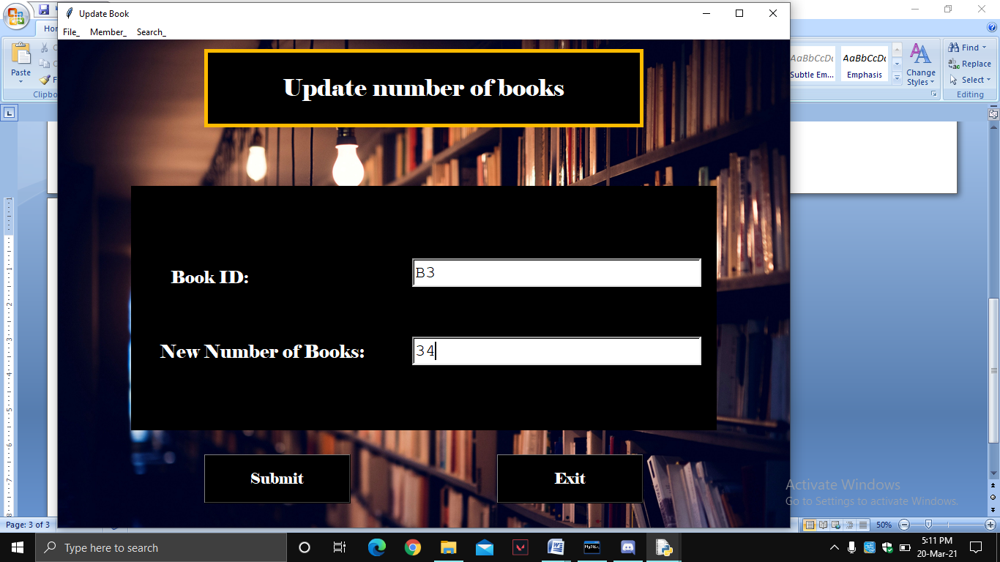 Update Book
File_ Member_ Search_
Update number of books
Book ID:
B3
New Number of Books:
34
Submit
Exit
Paste
AaBbCcDc
AaBbCcDc
Subtle Em...
Emphasis
Change
Styles
Find
Replace
Select
Editing
Activate Windows
Go to Settings to activate Windows.
Page: 3 of 3
50%
Type here to search
MySQL
5:11 PM
20-Mar-21